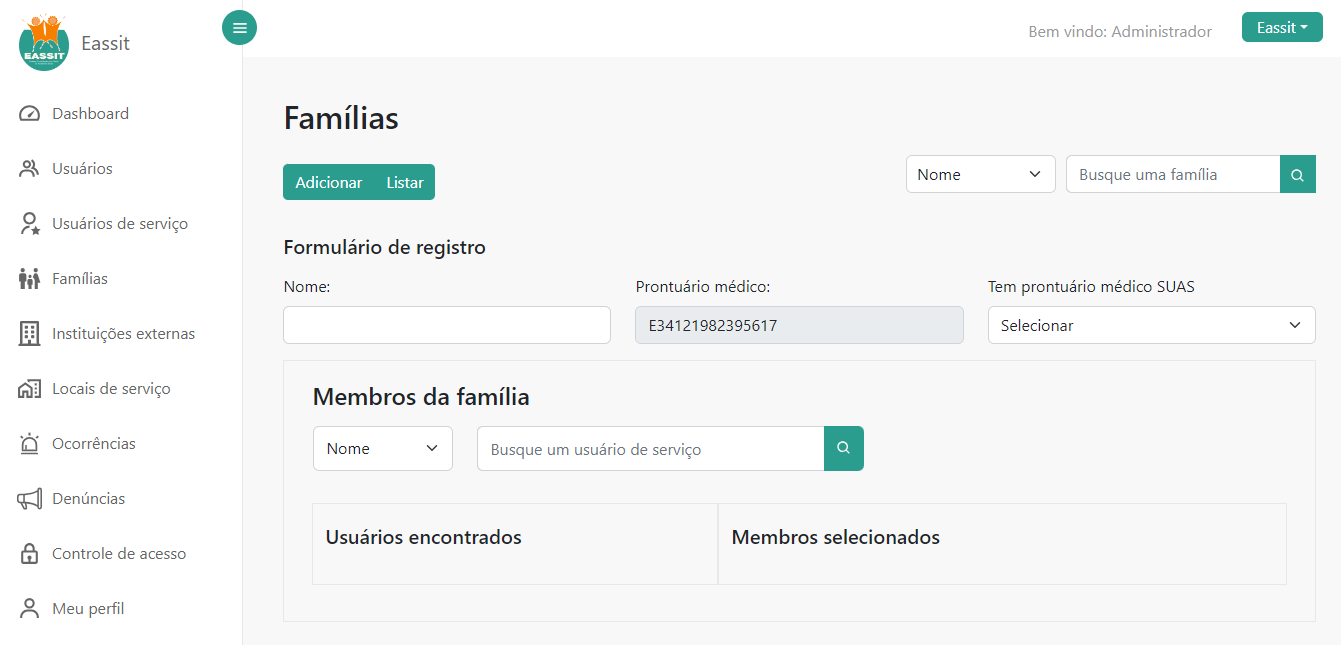 EASSIT
Eassit
Bem vindo: Administrador
Eassit
Dashboard
Usuários
Usuários de serviço
Famílias
Instituições externas
Locais de serviço
Ocorrências
Denúncias
Controle de acesso
Meu perfil
Famílias
Adicionar Listar
Nome
Busque uma família
Formulário de registro
Nome:
Prontuário médico:
Tem prontuário médico SUAS
E34121982395617
Selecionar
Membros da família
Nome
Busque um usuário de serviço
Usuários encontrados
Membros selecionados